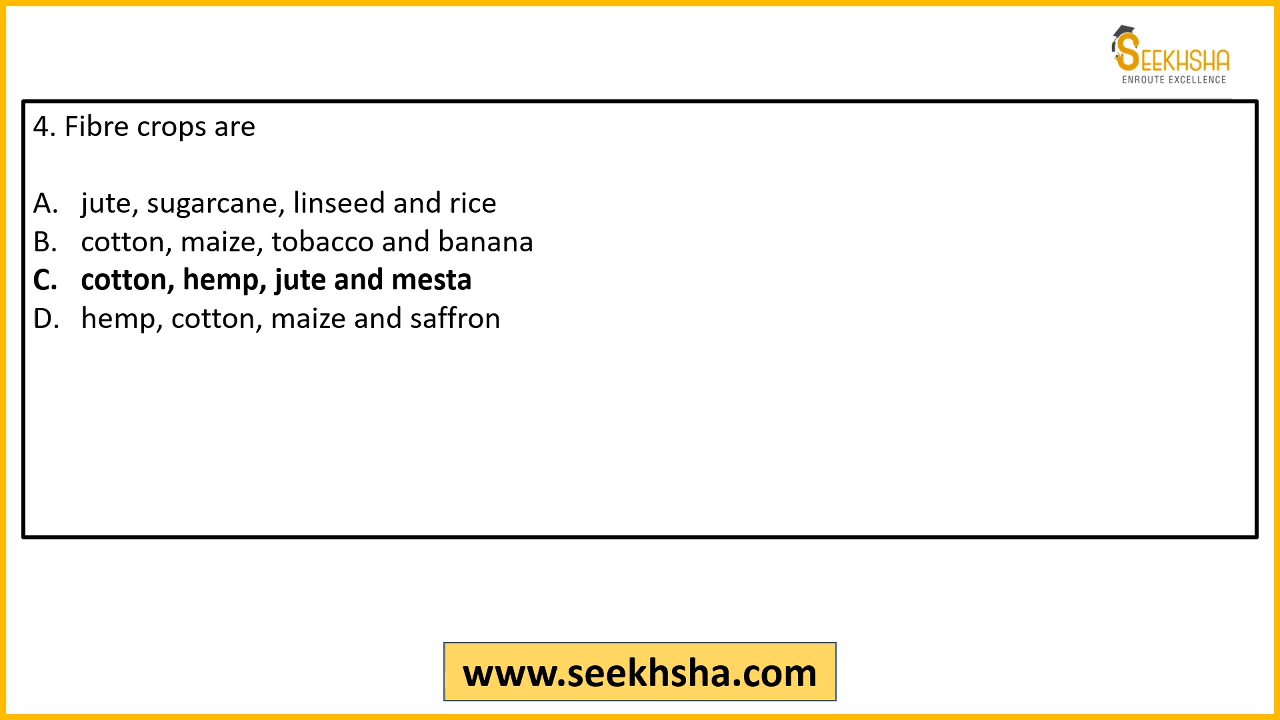 SEEKHSHA
ENROUTE EXCELLENCE
4. Fibre crops are
A. jute, sugarcane, linseed and rice
B. cotton, maize, tobacco and banana
C. cotton, hemp, jute and mesta
D. hemp, cotton, maize and saffron
www.seekhsha.com